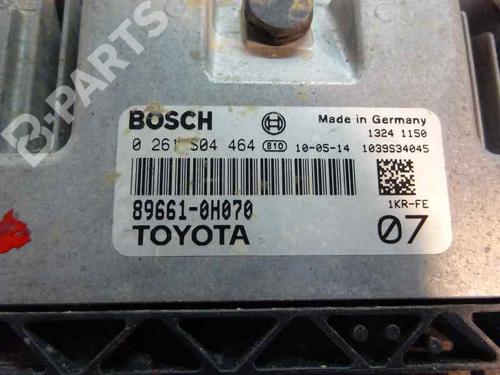 B-PARTS
BOSCH
Made in Germany
1324 1150
0 261 S04 464 B10 10-05-14 1039S34045
89661-0H070
1KR-FE
TOYOTA
07